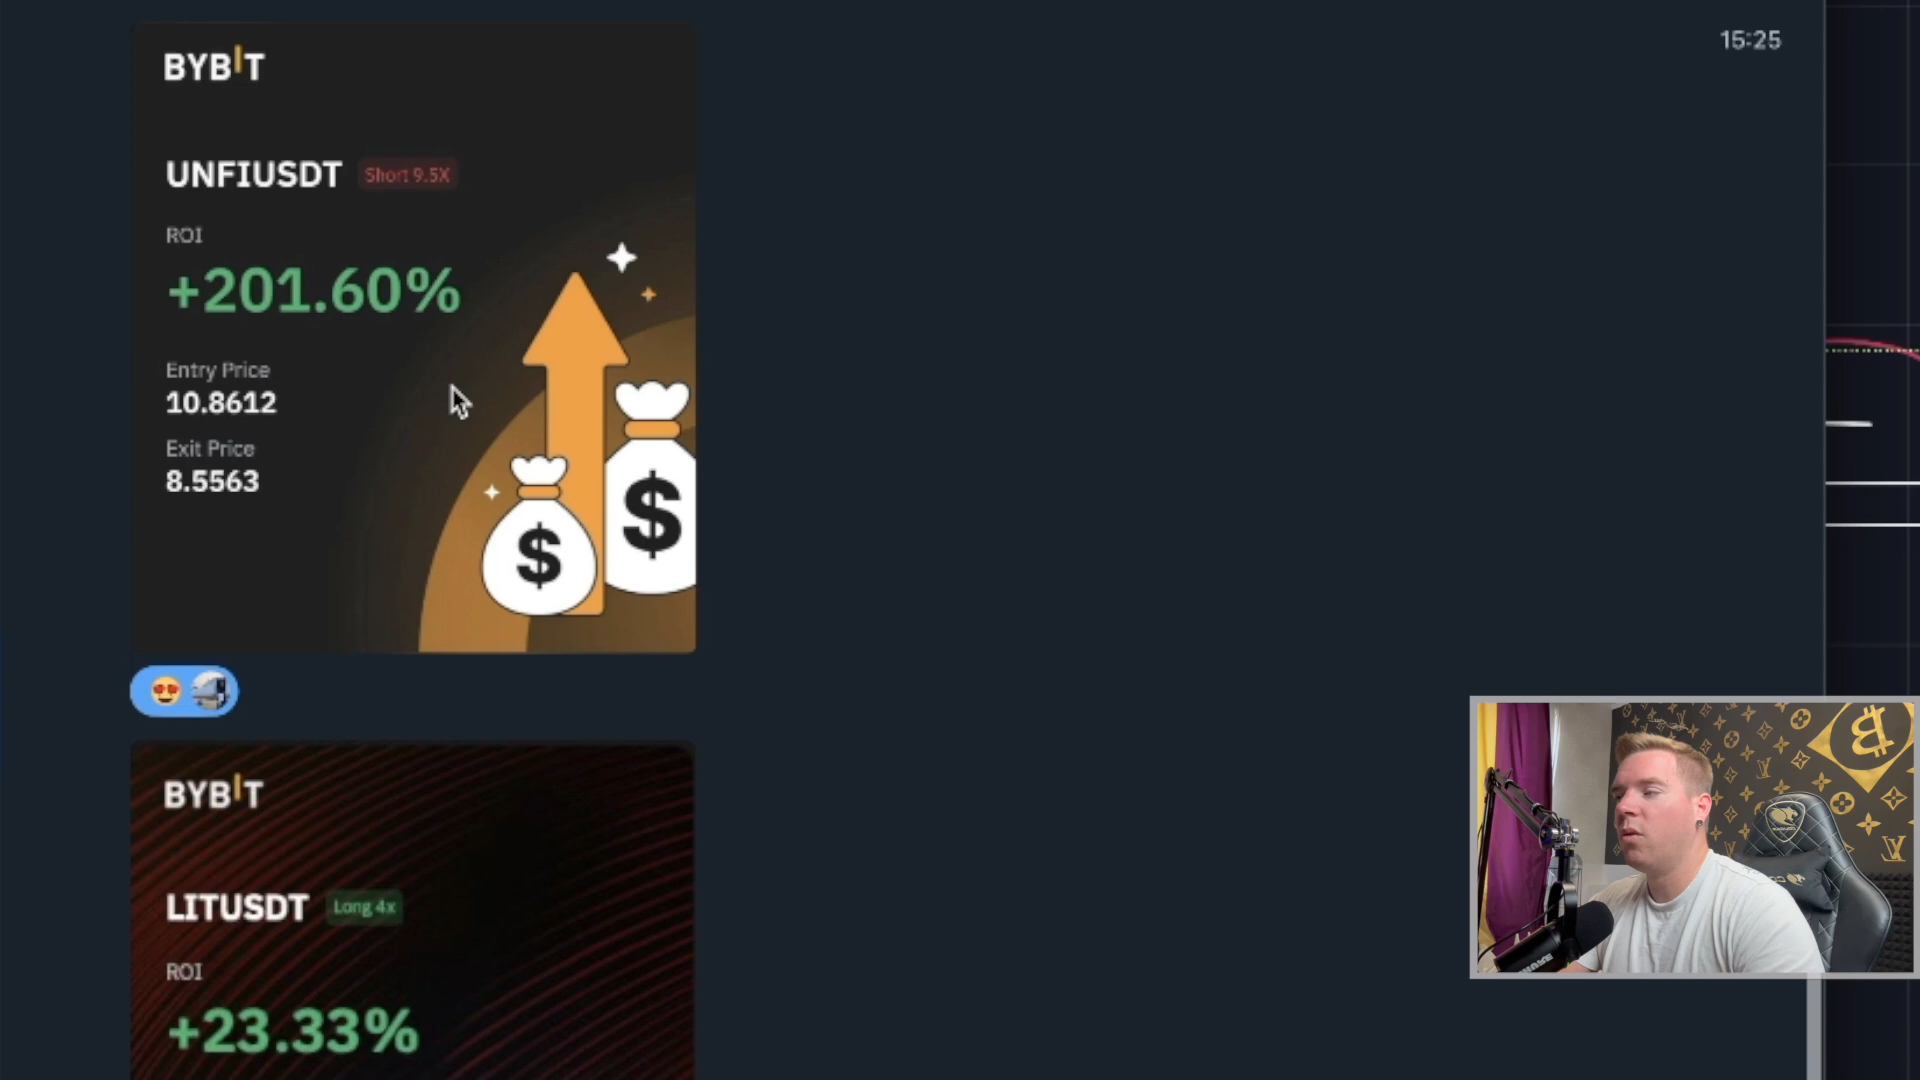 15:25
BYBIT
UNFIUSDT Short 9.5X
ROI
+201.60%
Entry Price
10.8612
Exit Price
8.5563
$ $
BYBIT
LITUSDT Long 4x
ROI
+23.33%